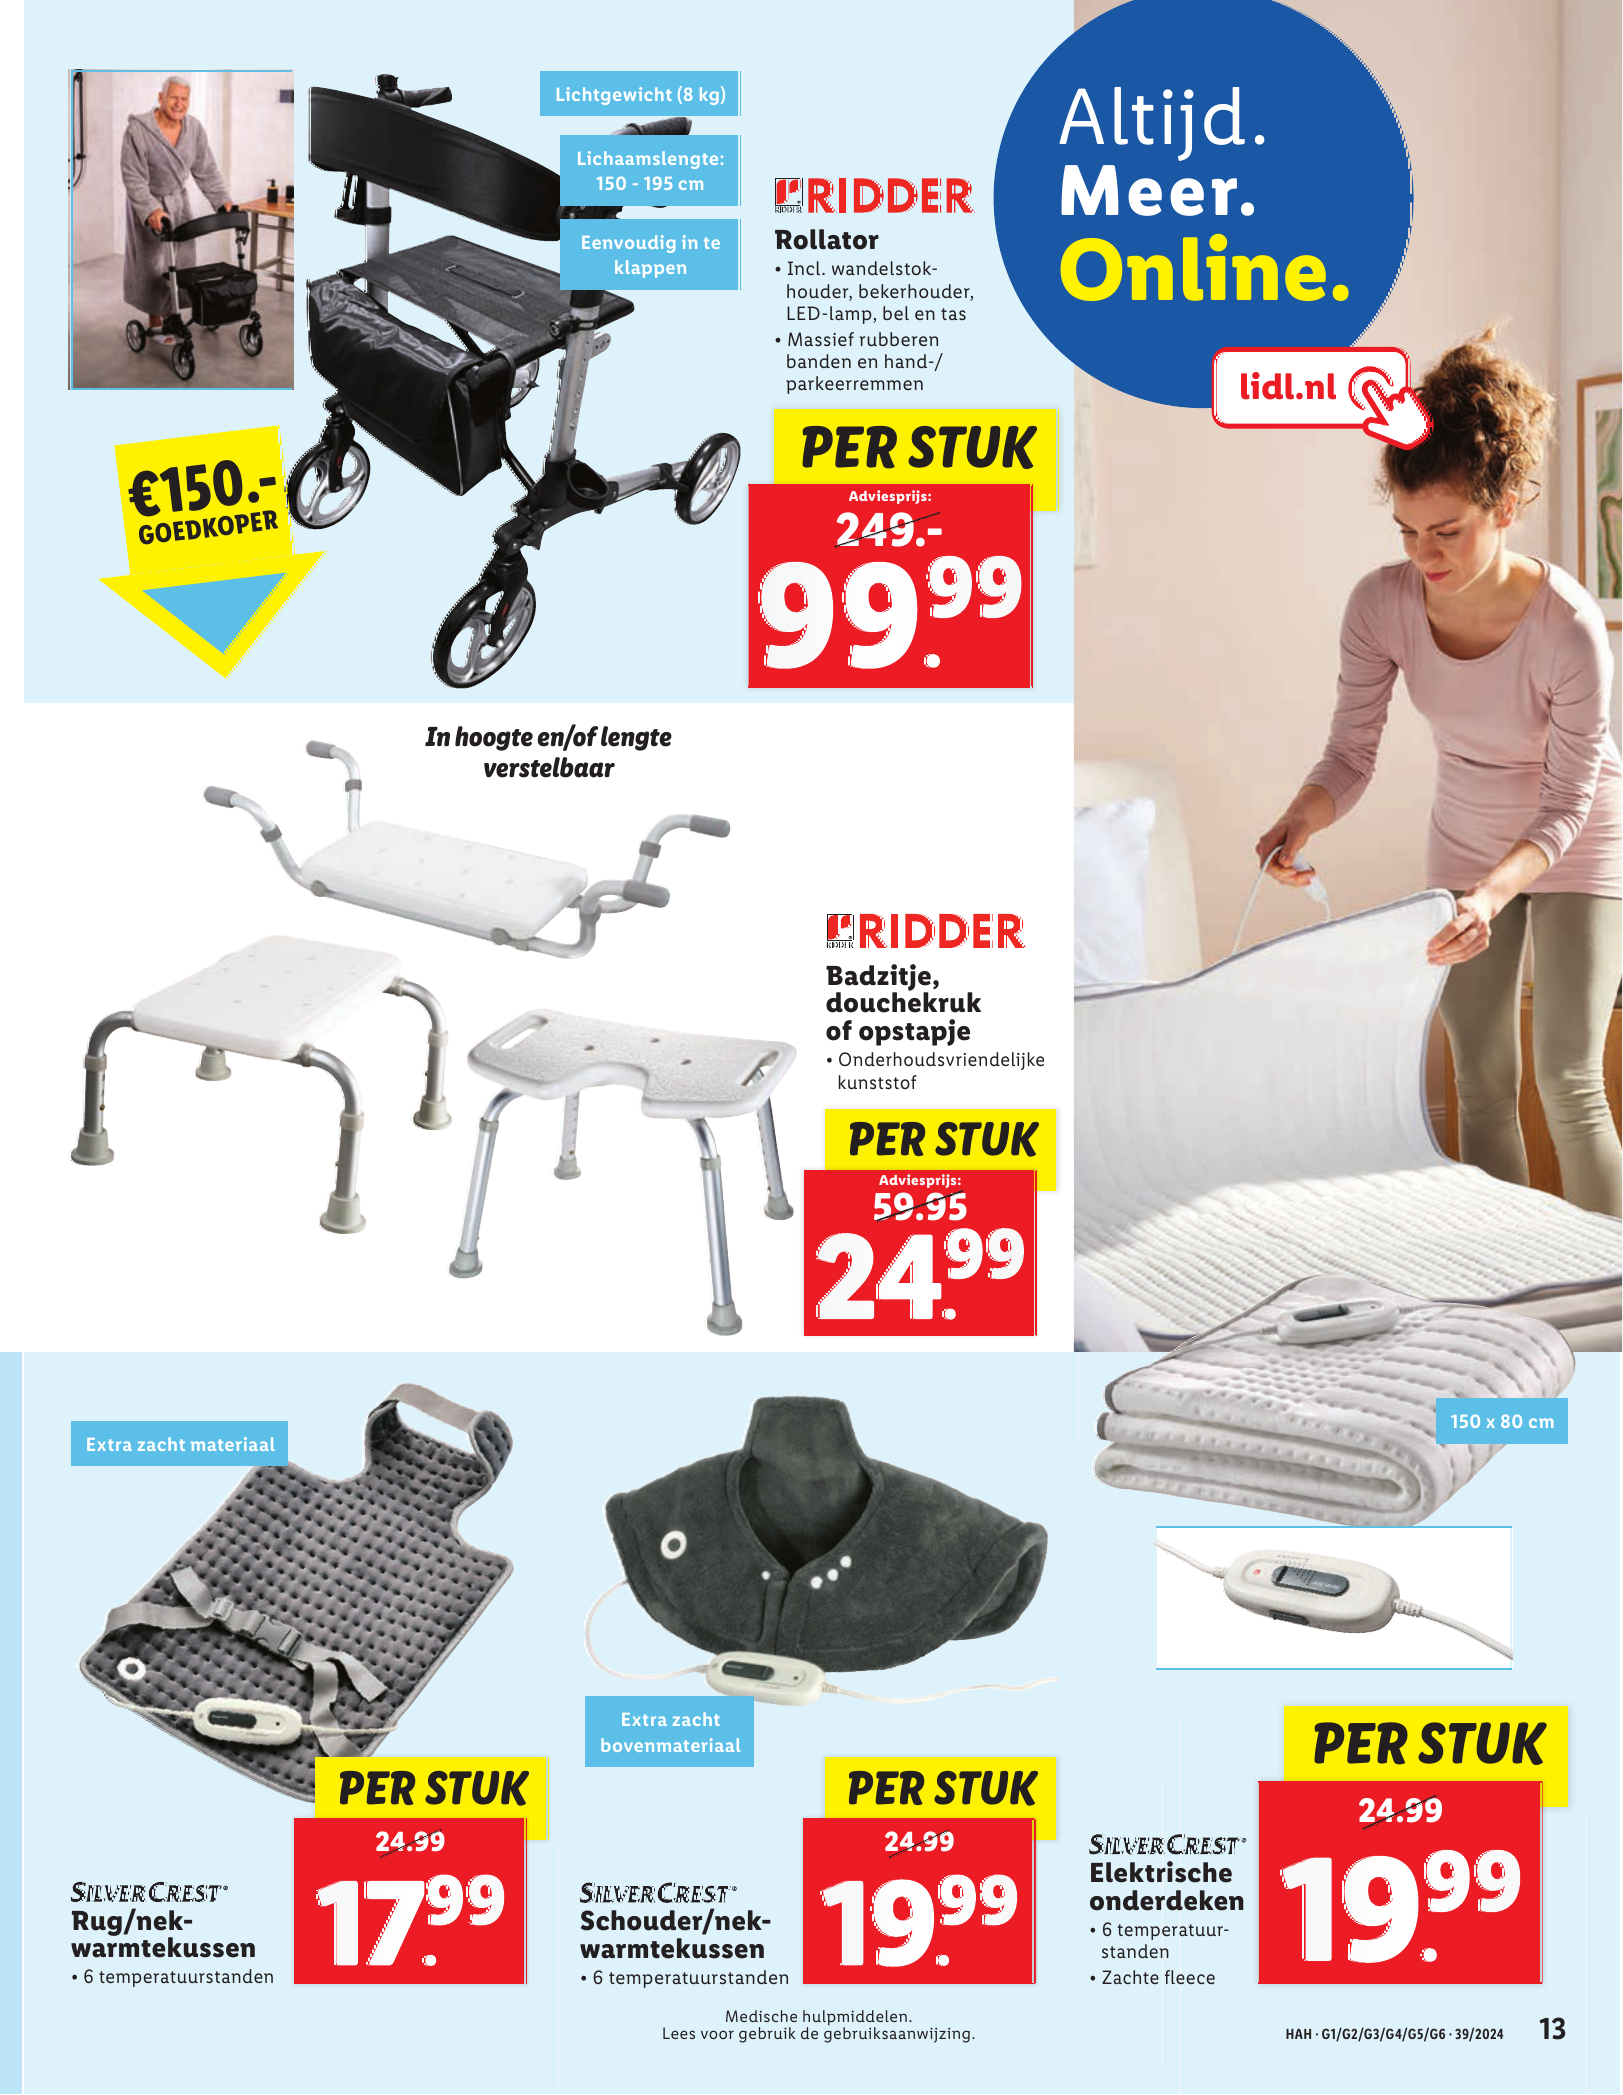 Lichtgewicht (8 kg)
Lichaamslengte:
150 - 195 cm
Eenvoudig in te
klappen
RIDDER
RIDDER
Rollator
• Incl. wandelstok-
houder, bekerhouder,
LED-lamp, bel en tas
• Massief rubberen
banden en hand-/
parkeerremmen
PER STUK
Adviesprijs:
249.-
99.99
€150.-
GOEDKOPER
Altijd.
Meer.
Online.
lidl.nl
In hoogte en/of lengte
verstelbaar
RIDDER
RIDDER
Badzitje,
douchekruk
of opstapje
• Onderhoudsvriendelijke
kunststof
PER STUK
Adviesprijs:
59.95
24.99
Extra zacht materiaal
PER STUK
24.99
17.99
SILVERCREST®
Rug/nek-
warmtekussen
• 6 temperatuurstanden
Extra zacht
bovenmateriaal
PER STUK
24.99
19.99
SILVERCREST®
Schouder/nek-
warmtekussen
• 6 temperatuurstanden
150 x 80 cm
PER STUK
24.99
19.99
SILVERCREST®
Elektrische
onderdeken
• 6 temperatuur-
standen
• Zachte fleece
Medische hulpmiddelen.
Lees voor gebruik de gebruiksaanwijzing.
HAH · G1/G2/G3/G4/G5/G6 · 39/2024
13